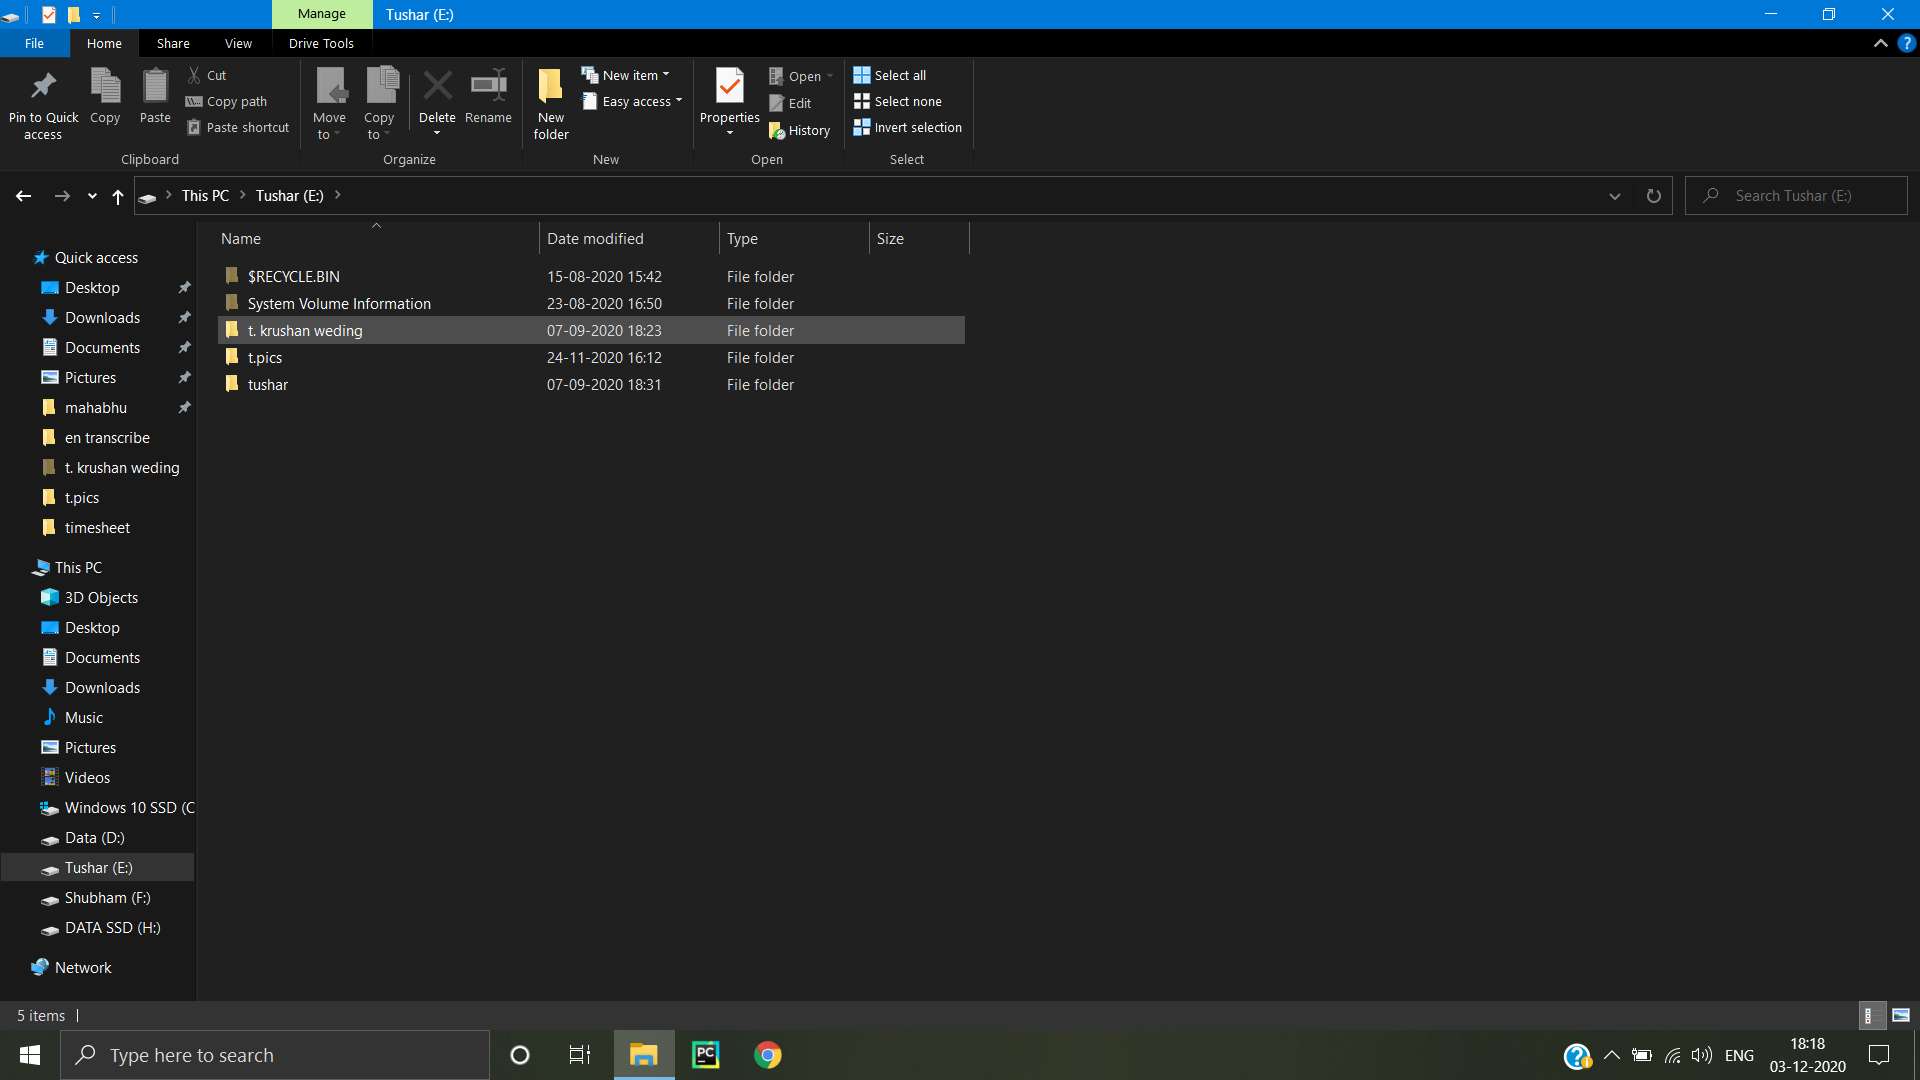 Manage
Tushar (E:)
File
Home
Share
View
Drive Tools
Pin to Quick access
Copy
Paste
Cut
Copy path
Paste shortcut
Clipboard
Move to
Copy to
Delete
Rename
Organize
New folder
New item
Easy access
New
Properties
Open
Edit
History
Open
Select all
Select none
Invert selection
Select
This PC
Tushar (E:)
Search Tushar (E:)
Name Date modified Type Size
$RECYCLE.BIN 15-08-2020 15:42 File folder
System Volume Information 23-08-2020 16:50 File folder
t. krushan weding 07-09-2020 18:23 File folder
t.pics 24-11-2020 16:12 File folder
tushar 07-09-2020 18:31 File folder
Quick access
Desktop
Downloads
Documents
Pictures
mahabhu
en transcribe
t. krushan weding
t.pics
timesheet
This PC
3D Objects
Desktop
Documents
Downloads
Music
Pictures
Videos
Windows 10 SSD (C
Data (D:)
Tushar (E:)
Shubham (F:)
DATA SSD (H:)
Network
5 items
Type here to search
PC
ENG
18:18
03-12-2020